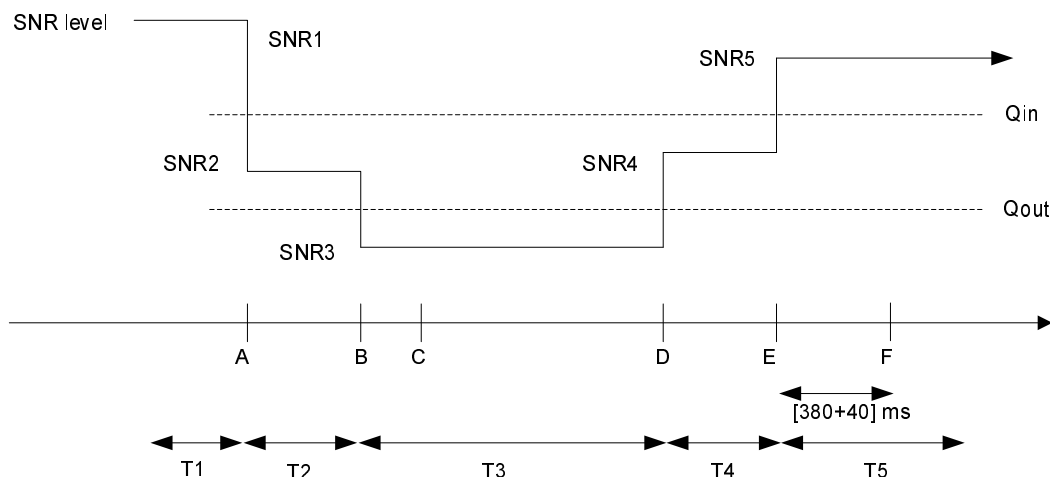 SNR level
SNR1
SNR5
Qin
SNR2
SNR4
Qout
SNR3
A B C D E F
[380+40] ms
T1 T2 T3 T4 T5